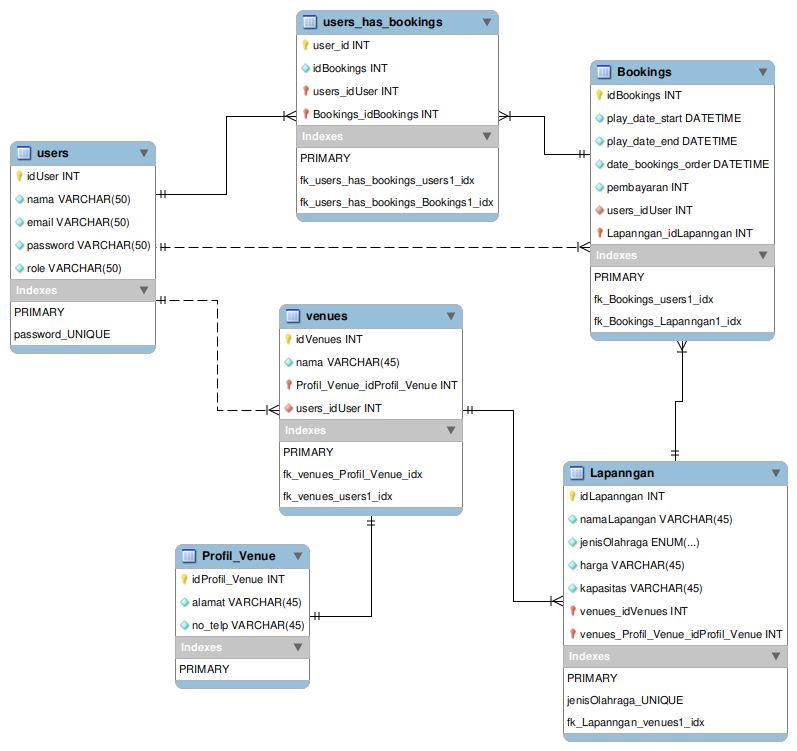 users_has_bookings
user_id INT
idBookings INT
users_idUser INT
Bookings_idBookings INT
Indexes
PRIMARY
fk_users_has_bookings_users1_idx
fk_users_has_bookings_Bookings1_idx
Bookings
idBookings INT
play_date_start DATETIME
play_date_end DATETIME
date_bookings_order DATETIME
pembayaran INT
users_idUser INT
Lapanngan_idLapanngan INT
Indexes
PRIMARY
fk_Bookings_users1_idx
fk_Bookings_Lapanngan1_idx
users
idUser INT
nama VARCHAR(50)
email VARCHAR(50)
password VARCHAR(50)
role VARCHAR(50)
Indexes
PRIMARY
password_UNIQUE
venues
idVenues INT
nama VARCHAR(45)
Profil_Venue_idProfil_Venue INT
users_idUser INT
Indexes
PRIMARY
fk_venues_Profil_Venue_idx
fk_venues_users1_idx
Profil_Venue
idProfil_Venue INT
alamat VARCHAR(45)
no_telp VARCHAR(45)
Indexes
PRIMARY
Lapanngan
idLapanngan INT
namaLapangan VARCHAR(45)
jenisOlahraga ENUM(...)
harga VARCHAR(45)
kapasitas VARCHAR(45)
venues_idVenues INT
venues_Profil_Venue_idProfil_Venue INT
Indexes
PRIMARY
jenisOlahraga_UNIQUE
fk_Lapanngan_venues1_idx